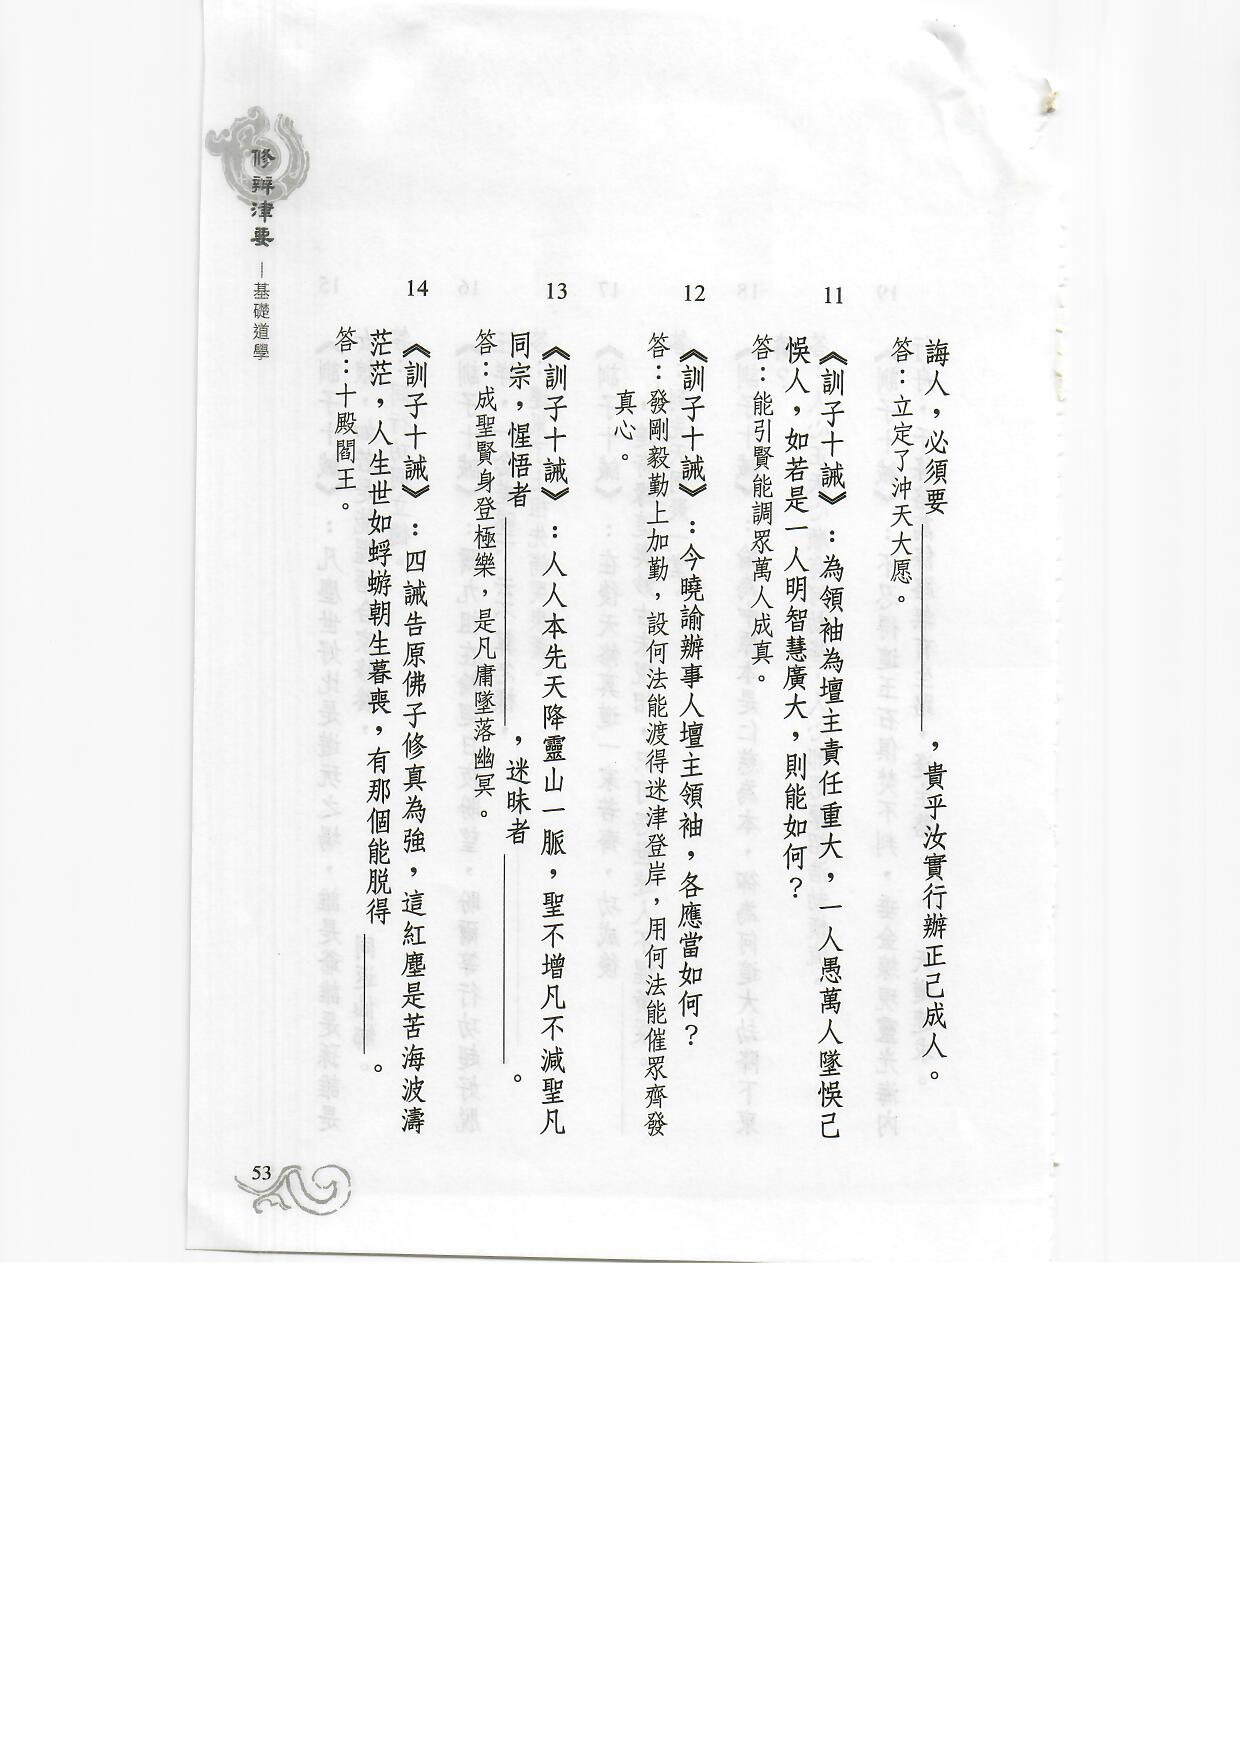 誨人，必須要＿＿＿＿＿＿，貴乎汝實行辦正己成人。
答：立定了沖天大愿。
11
《訓子十誡》：為領袖為壇主責任重大，一人愚萬人墜悞己
悞人，如若是一人明智慧廣大，則能如何？
答：能引賢能調眾萬人成真。
12
《訓子十誡》：今曉諭辦事人壇主領袖，各應當如何？
答：發剛毅勤上加勤，設何法能渡得迷津登岸，用何法能催眾齊發
真心。
13
《訓子十誡》：人人本先天降靈山一脈，聖不增凡不減聖凡
同宗，惺悟者＿＿＿＿＿＿，迷昧者＿＿＿＿＿＿。
答：成聖賢身登極樂，是凡庸墜落幽冥。
14
《訓子十誡》：四誡告原佛子修真為強，這紅塵是苦海波濤
茫茫，人生世如蜉蝣朝生暮喪，有那個能脫得＿＿＿＿。
答：十殿閻王。
修辦津要—基礎道學
53